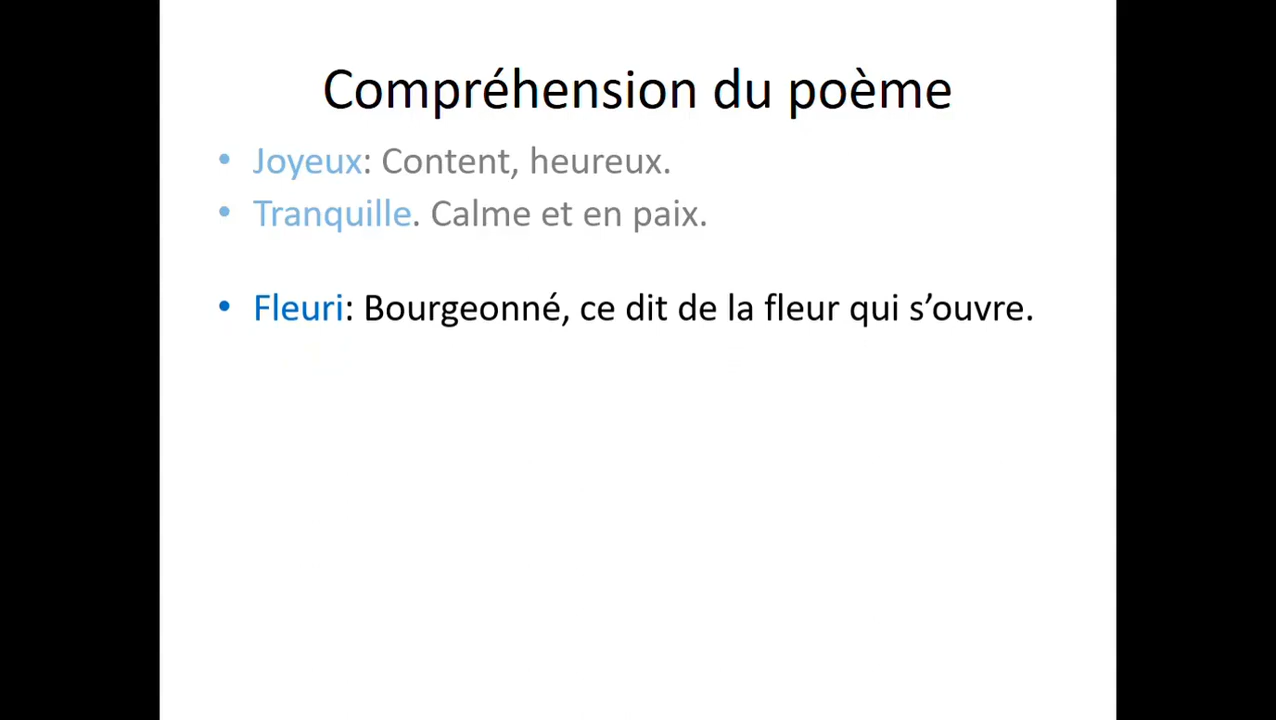 Compréhension du poème
• Joyeux: Content, heureux.
• Tranquille. Calme et en paix.
• Fleuri: Bourgeonné, ce dit de la fleur qui s’ouvre.